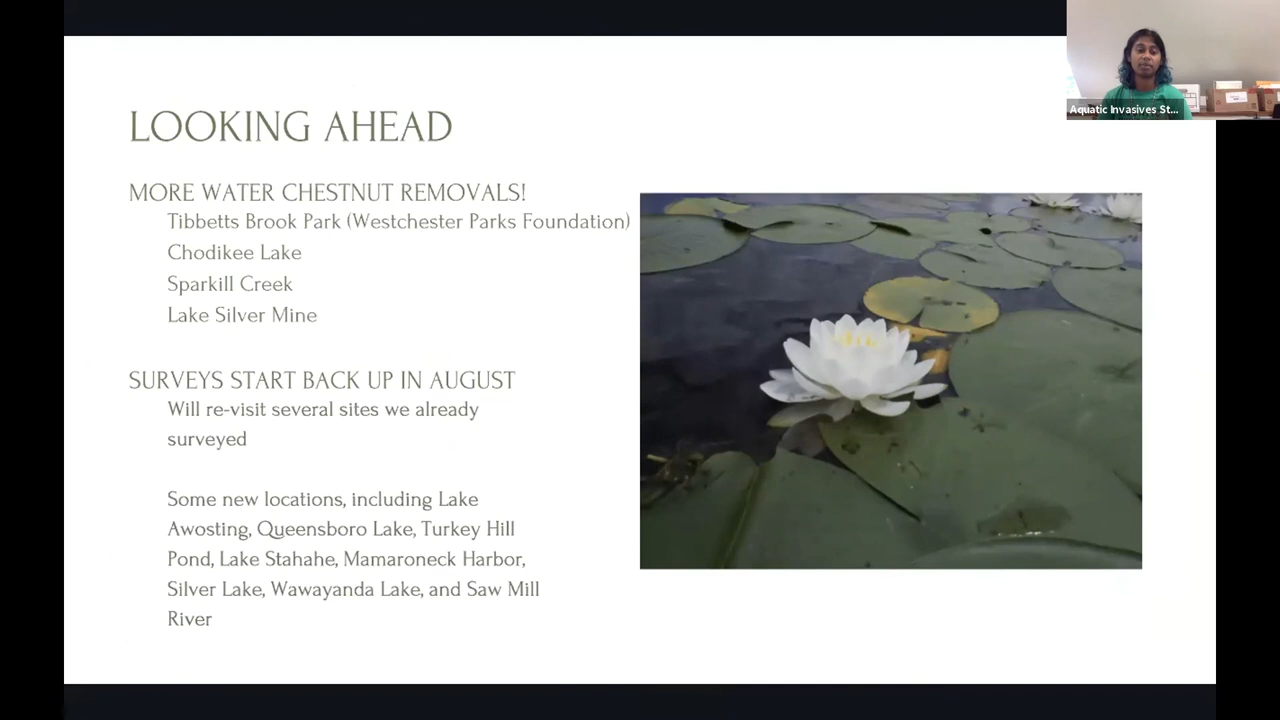 LOOKING AHEAD
MORE WATER CHESTNUT REMOVALS!
Tibbetts Brook Park (Westchester Parks Foundation)
Chodikee Lake
Sparkill Creek
Lake Silver Mine
SURVEYS START BACK UP IN AUGUST
Will re-visit several sites we already
surveyed
Some new locations, including Lake
Awosting, Queensboro Lake, Turkey Hill
Pond, Lake Stahahe, Mamaroneck Harbor,
Silver Lake, Wawayanda Lake, and Saw Mill
River
Aquatic Invasives St...